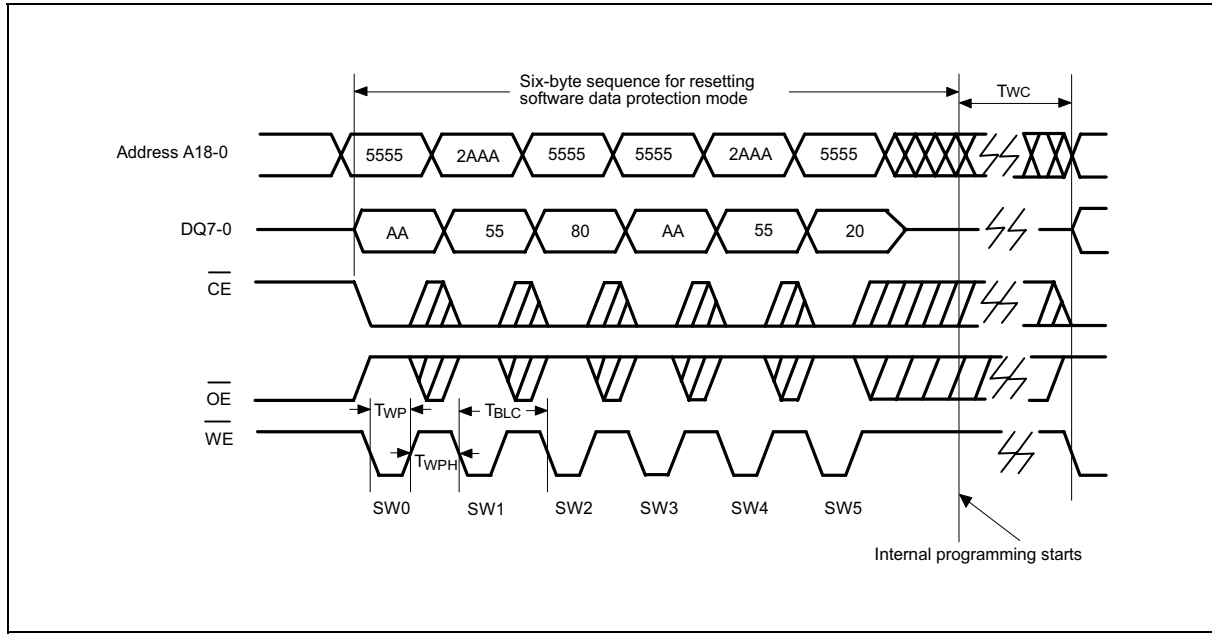 Six-byte sequence for resetting
software data protection mode
TWC
Address A18-0
5555 2AAA 5555 5555 2AAA 5555
DQ7-0
AA 55 80 AA 55 20
CE
OE
TWP TBLC
WE
TWPH
SW0 SW1 SW2 SW3 SW4 SW5
Internal programming starts